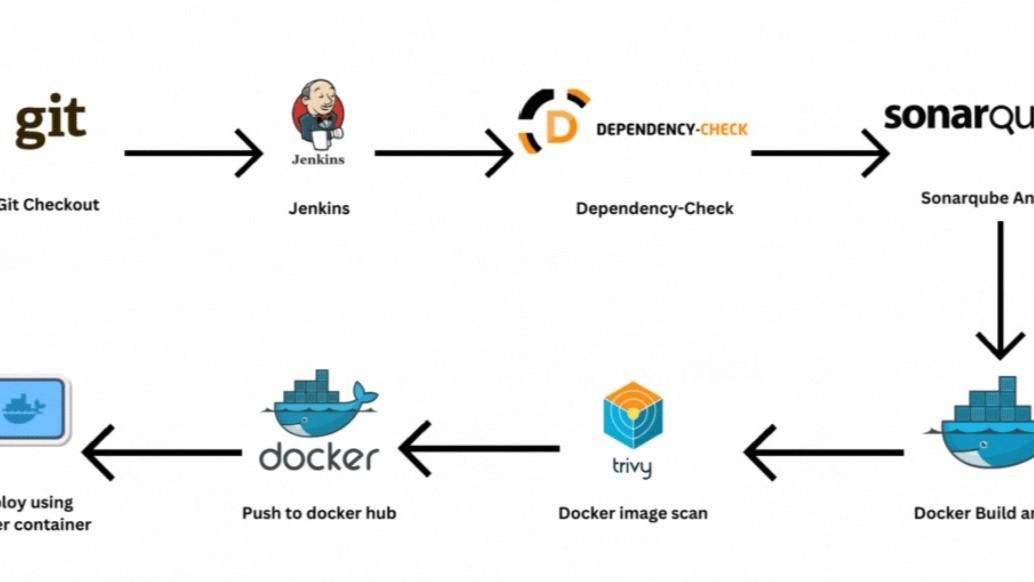 git
Jenkins
DEPENDENCY-CHECK
sonarqu
Git Checkout
Jenkins
Dependency-Check
Sonarqube An
docker
trivy
loy using
er container
Push to docker hub
Docker image scan
Docker Build an